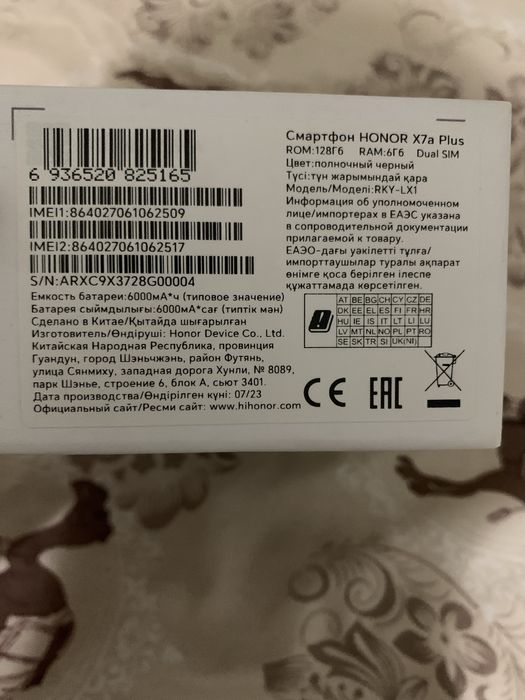 6 936520 825165
IMEI1:864027061062509
IMEI2:864027061062517
S/N:ARXC9X3728G00004
Емкость батареи:6000мА*ч (типовое значение)
Батарея сыйымдылығы:6000мА*сағ (типтік мән)
Сделано в Китае/Қытайда шығарылған
Изготовитель/Өндіруші: Honor Device Co., Ltd.
Китайская Народная Республика, провинция
Гуандун, город Шэньчжэнь, район Футянь,
улица Сянмиху, западная дорога Хунли, № 8089,
парк Шэнье, строение 6, блок А, сьют 3401.
Дата производства/Өндірілген күні: 07/23
Официальный сайт/Ресми сайт: www.hihonor.com
Смартфон HONOR X7a Plus
ROM:128Гб RAM:6Гб Dual SIM
Цвет:полночный черный
Түсі:түн жарымындай қара
Модель/Моделі:RKY-LX1
Информация об уполномоченном
лице/импортерах в ЕАЭС указана
в сопроводительной документации
прилагаемой к товару.
ЕАЭО-дағы уәкілетті тұлға/
импорттаушылар туралы ақпарат
өнімге қоса берілген ілеспе
құжаттамада көрсетілген.
AT BE BG CH CY CZ DE
DK EE EL ES FI FR HR
HU IE IS IT LT LI LU
LV MT NL NO PL PT RO
SE SK TR SI UK(NI)
CE EAC